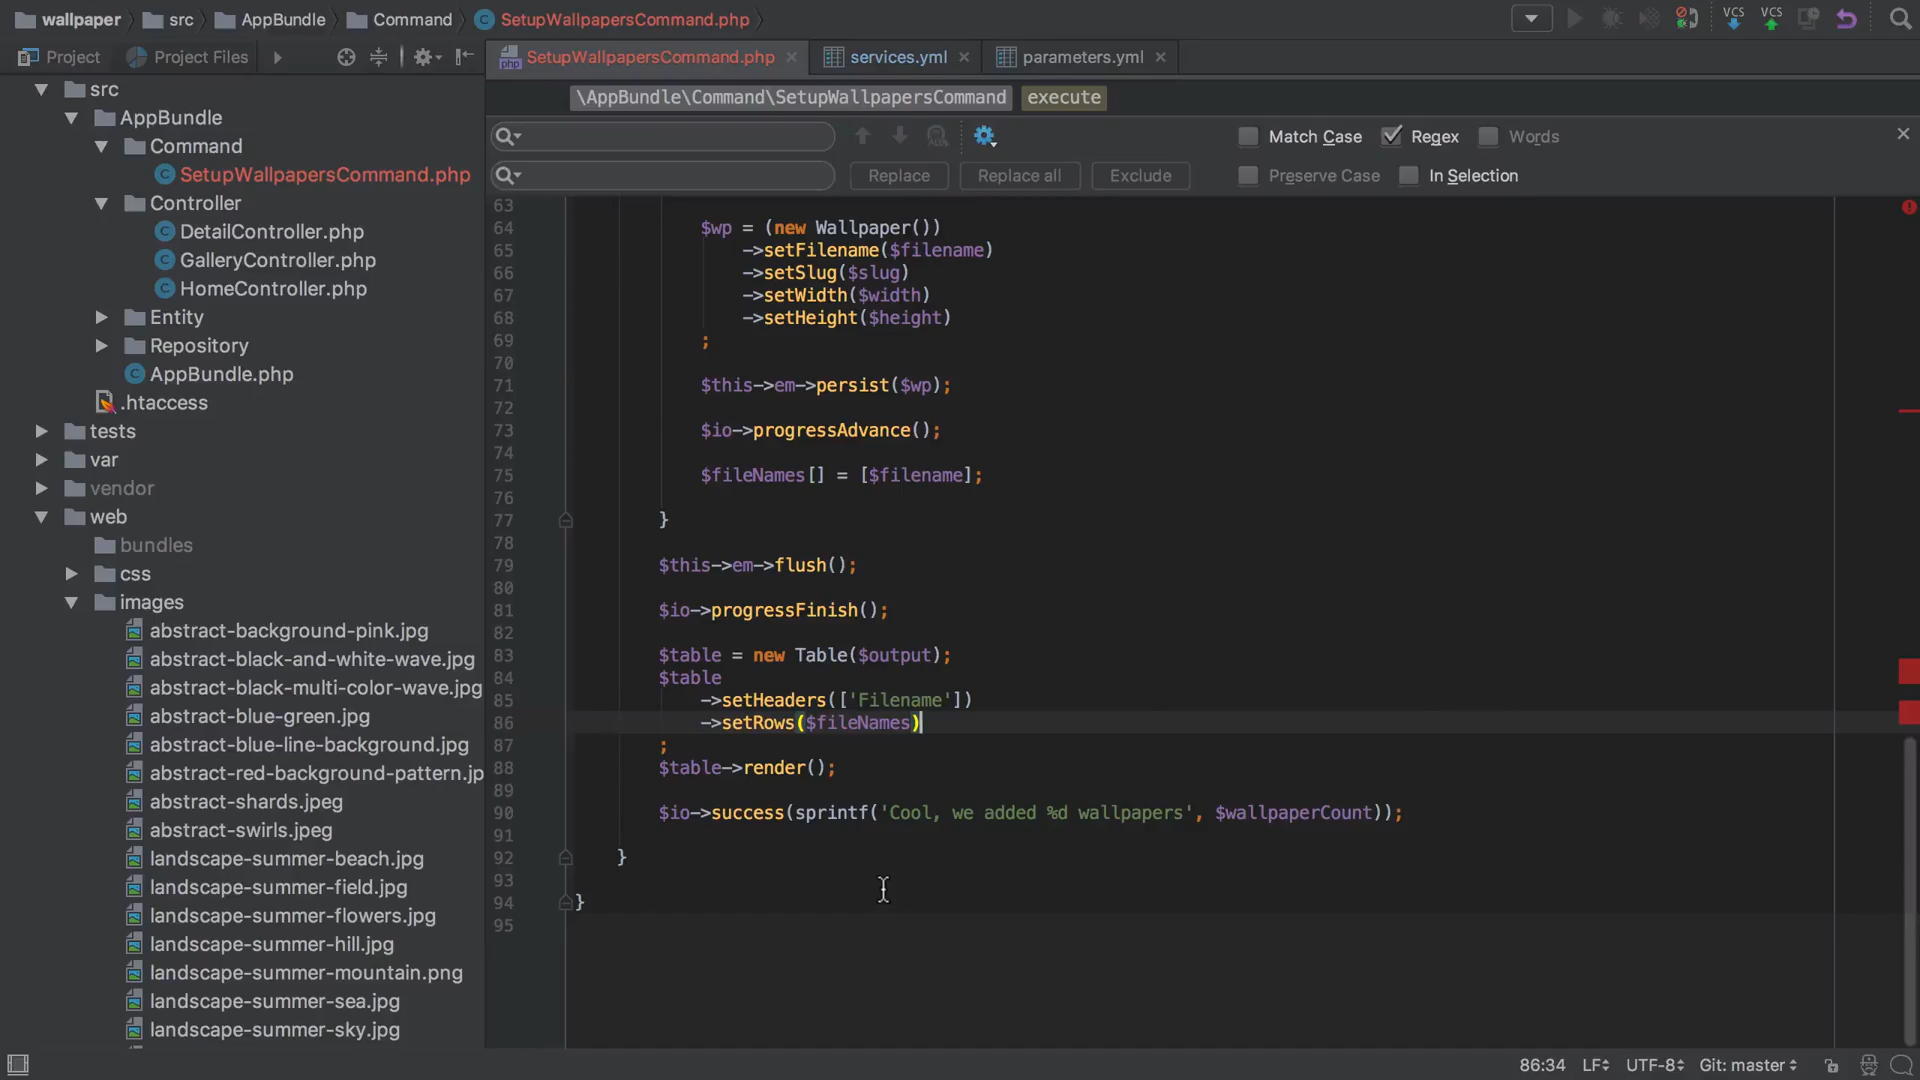 wallpaper src AppBundle Command SetupWallpapersCommand.php
VCS VCS
Project Project Files
SetupWallpapersCommand.php services.yml parameters.yml
\AppBundle\Command\SetupWallpapersCommand execute
Match Case Regex Words
Replace Replace all Exclude Preserve Case In Selection
src
AppBundle
Command
SetupWallpapersCommand.php
Controller
DetailController.php
GalleryController.php
HomeController.php
Entity
Repository
AppBundle.php
.htaccess
tests
var
vendor
web
bundles
css
images
abstract-background-pink.jpg
abstract-black-and-white-wave.jpg
abstract-black-multi-color-wave.jpg
abstract-blue-green.jpg
abstract-blue-line-background.jpg
abstract-red-background-pattern.jp
abstract-shards.jpeg
abstract-swirls.jpeg
landscape-summer-beach.jpg
landscape-summer-field.jpg
landscape-summer-flowers.jpg
landscape-summer-hill.jpg
landscape-summer-mountain.png
landscape-summer-sea.jpg
landscape-summer-sky.jpg
63
64 $wp = (new Wallpaper())
65 ->setFilename($filename)
66 ->setSlug($slug)
67 ->setWidth($width)
68 ->setHeight($height)
69 ;
70
71 $this->em->persist($wp);
72
73 $io->progressAdvance();
74
75 $fileNames[] = [$filename];
76
77 }
78
79 $this->em->flush();
80
81 $io->progressFinish();
82
83 $table = new Table($output);
84 $table
85 ->setHeaders(['Filename'])
86 ->setRows($fileNames)
87 ;
88 $table->render();
89
90 $io->success(sprintf('Cool, we added %d wallpapers', $wallpaperCount));
91
92 }
93
94 }
95
86:34 LF UTF-8 Git: master